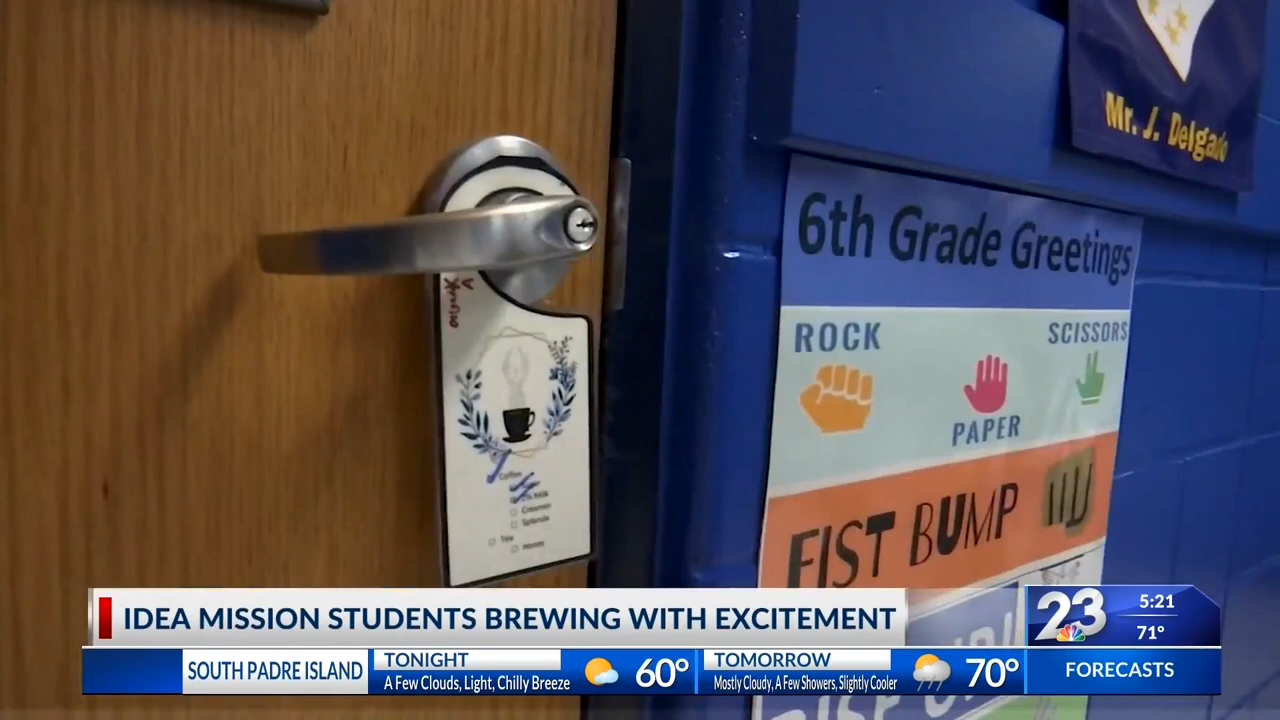 Mr. J. Delgado
6th Grade Greetings
ROCK
SCISSORS
PAPER
FIST BUMP
Coffee
Creamer
Splenda
Tea
Honey
IDEA MISSION STUDENTS BREWING WITH EXCITEMENT
23
5:21
71°
SOUTH PADRE ISLAND
TONIGHT
A Few Clouds, Light, Chilly Breeze
60°
TOMORROW
Mostly Cloudy, A Few Showers, Slightly Cooler
70°
FORECASTS